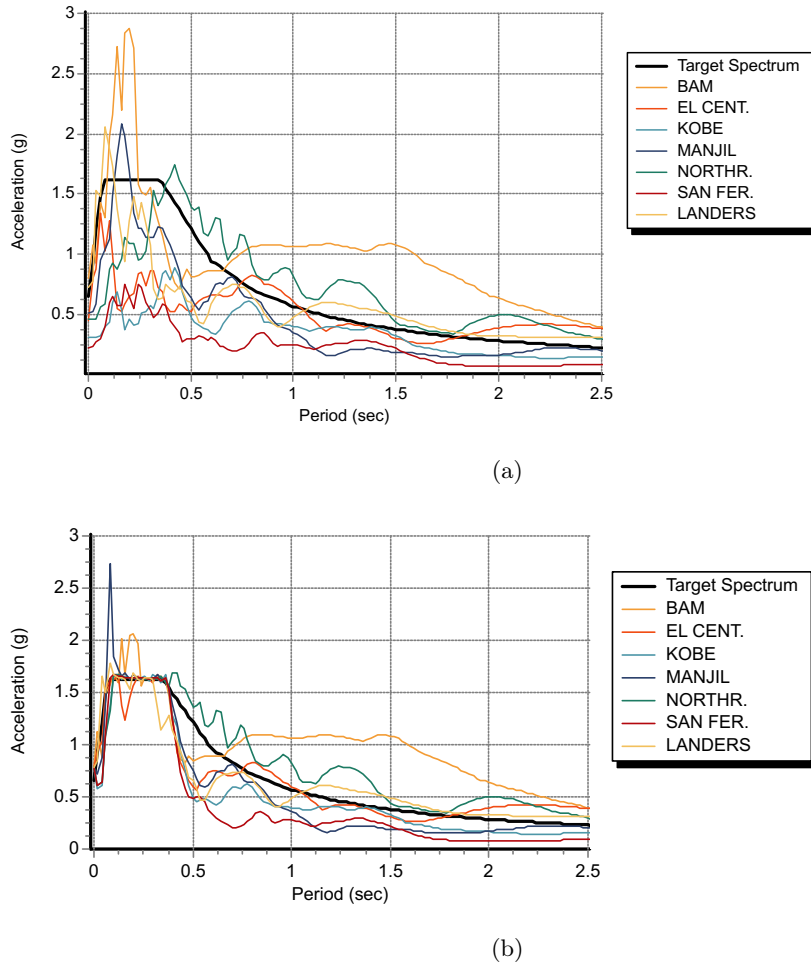 3
2.5
2
1.5
1
0.5
Acceleration (g)
0
0.5
1
1.5
2
2.5
Period (sec)
Target Spectrum
BAM
EL CENT.
KOBE
MANJIL
NORTHR.
SAN FER.
LANDERS
(a)
3
2.5
2
1.5
1
0.5
0
Acceleration (g)
0
0.5
1
1.5
2
2.5
Period (sec)
Target Spectrum
BAM
EL CENT.
KOBE
MANJIL
NORTHR.
SAN FER.
LANDERS
(b)